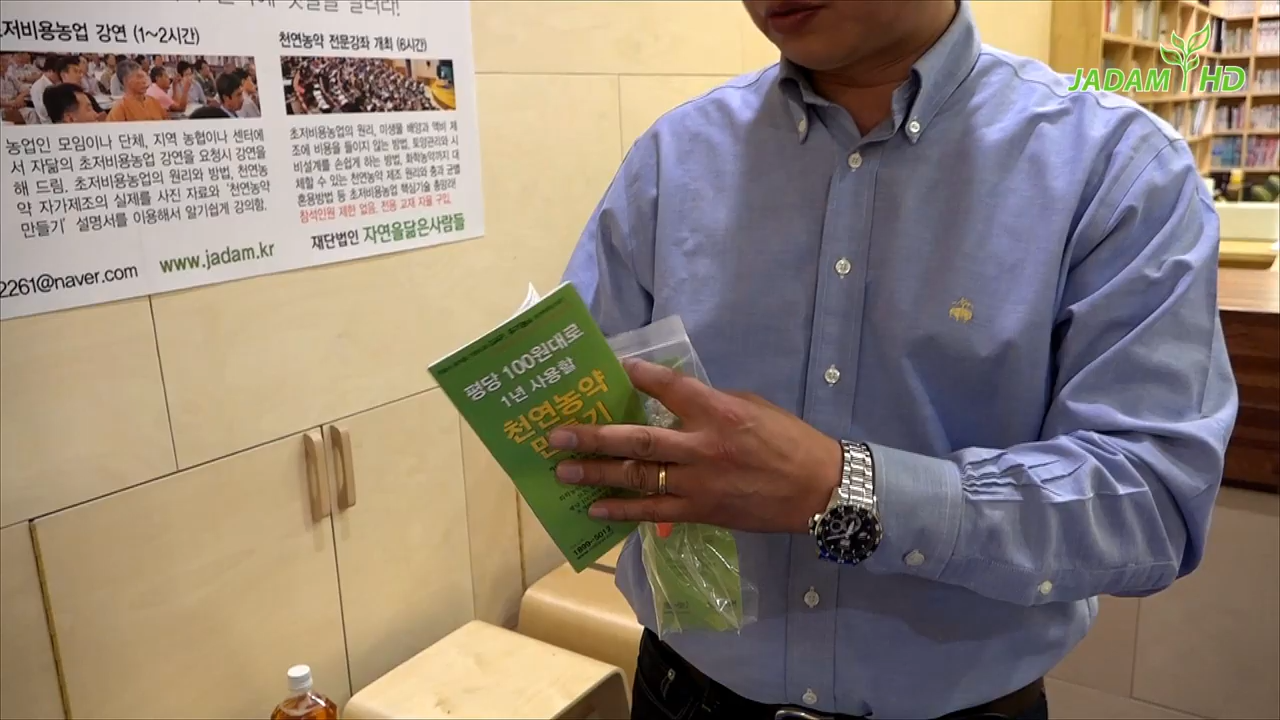 초저비용농업 강연 (1~2시간)
농업인 모임이나 단체, 지역 농협이나 센터에
서 자닮의 초저비용농업 강연을 요청시 강연을
해 드림. 초저비용농업의 원리와 방법, 천연농
약 자가제조의 실제를 사진 자료와 '천연농약
만들기' 설명서를 이용해서 알기쉽게 강의함.
천연농약 전문강좌 개최 (6시간)
초저비용농업의 원리, 미생물 배양과 액비 제
조에 비용을 들이지 않는 방법, 토양관리와 시
비설계를 손쉽게 하는 방법, 화학농약까지 대
체할 수 있는 천연농약 제조 원리와 충과 균별
혼용방법 등 초저비용농업 핵심기술 총망라!
참석인원 제한 없음, 전용 교재 자율 구입.
2261@naver.com
www.jadam.kr
재단법인 자연을닮은사람들
JADAM HD
평당 100원대로
1년 사용할
천연농약
만들기
1899-5012